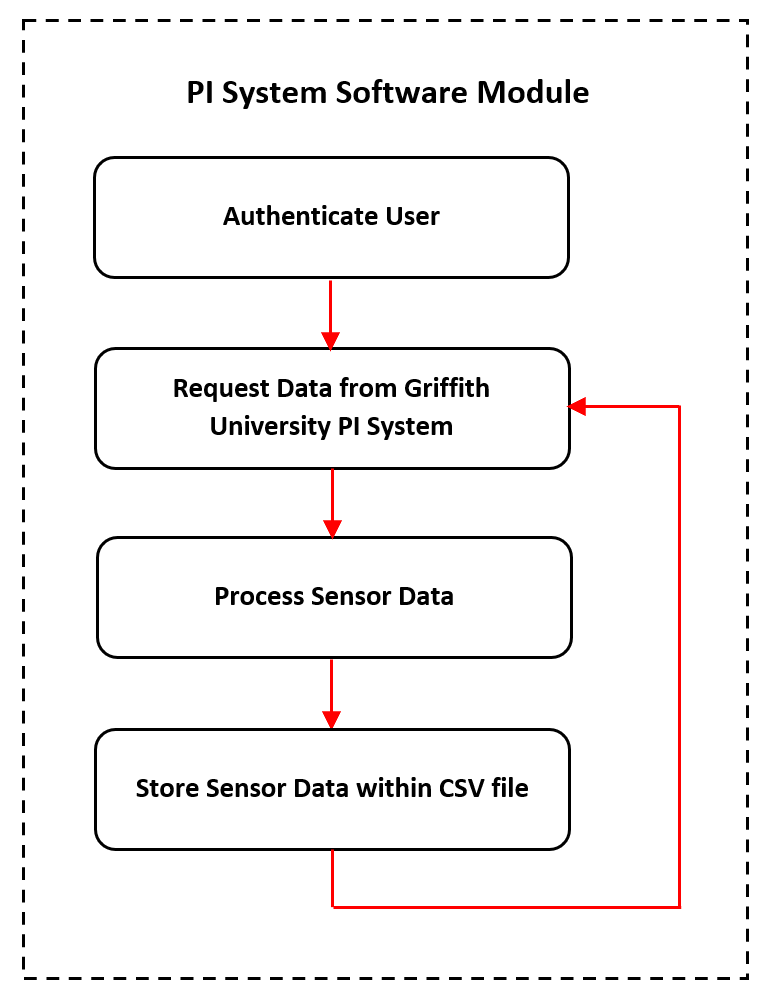 PI System Software Module
Authenticate User
Request Data from Griffith
University PI System
Process Sensor Data
Store Sensor Data within CSV file